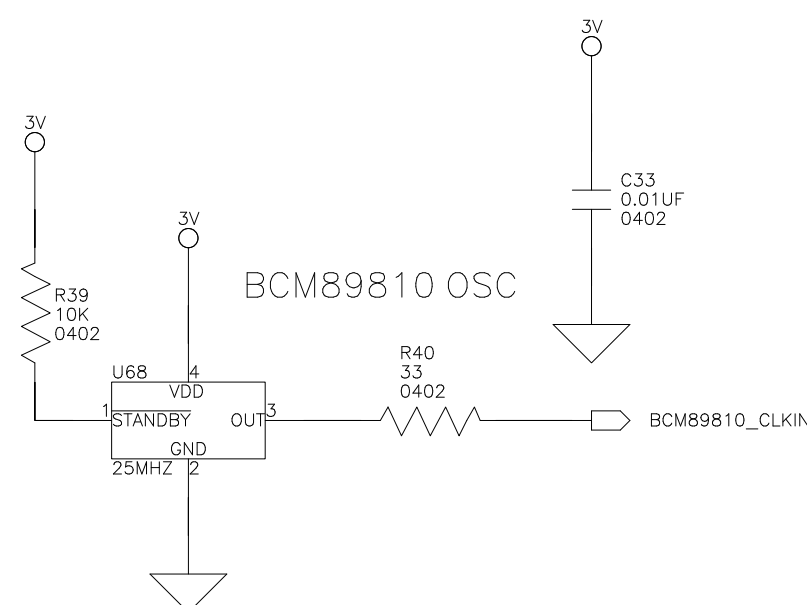 3V
C33
0.01UF
0402
3V
3V
BCM89810 OSC
R39
10K
0402
R40
33
0402
U68
4
VDD
1
STANDBY
OUT
3
BCM89810_CLKIN
GND
25MHZ
2